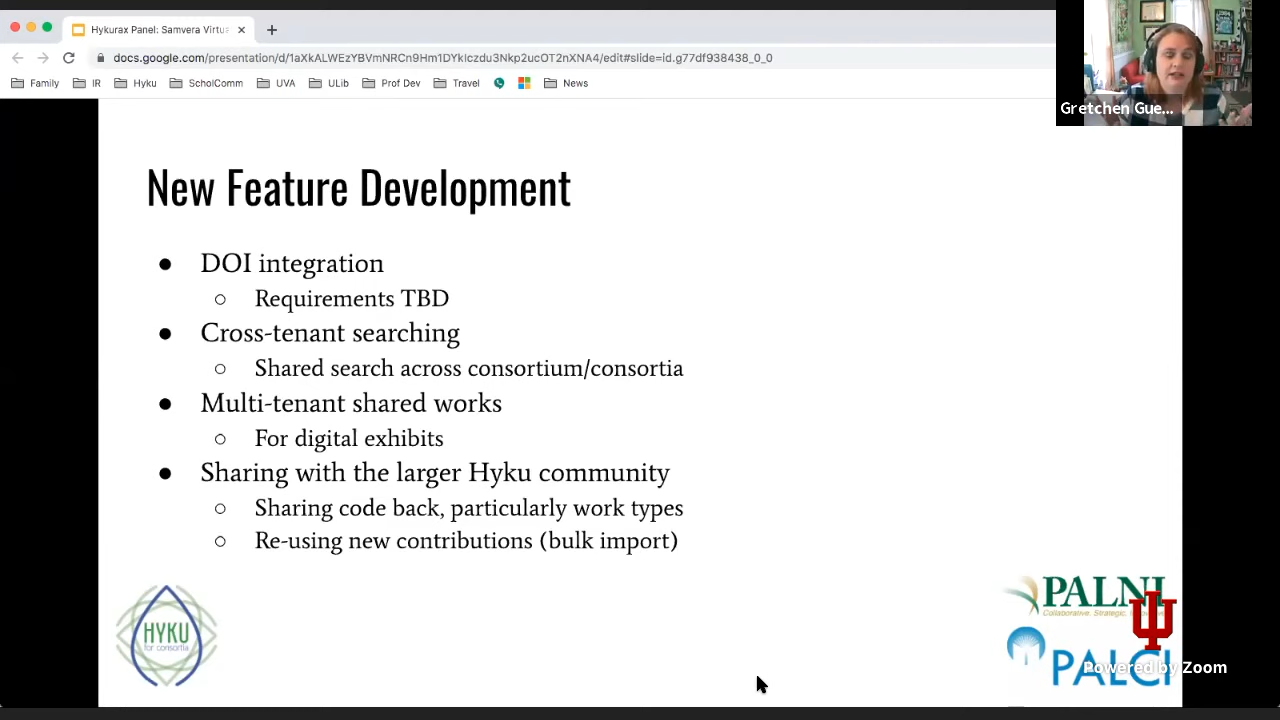 Hykurax Panel: Samvera Virtu
docs.google.com/presentation/d/1aXkALWEzYBVmNRCn9Hm1DYkIczdu3Nkp2ucOT2nXNA4/edit#slide=id.g77df938438_0_0
Family IR Hyku ScholComm UVA ULib Prof Dev Travel News
Gretchen Gue...
New Feature Development
● DOI integration
○ Requirements TBD
● Cross-tenant searching
○ Shared search across consortium/consortia
● Multi-tenant shared works
○ For digital exhibits
● Sharing with the larger Hyku community
○ Sharing code back, particularly work types
○ Re-using new contributions (bulk import)
HYKU
for consortia
PALNI
Collaborative. Strategic.
PALCI
Powered by Zoom